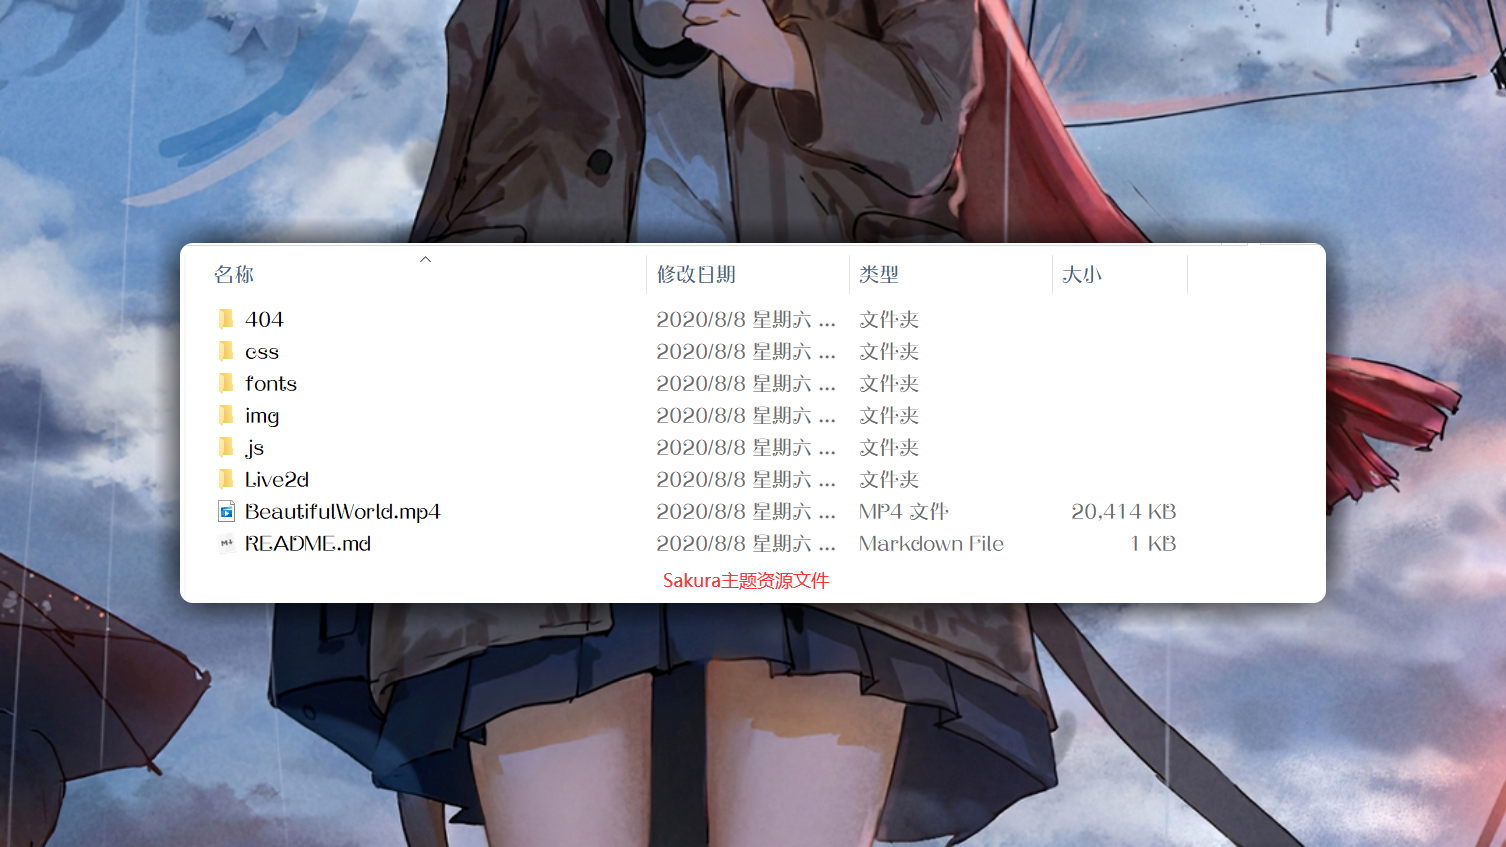 名称 修改日期 类型 大小
404 2020/8/8 星期六 ... 文件夹
css 2020/8/8 星期六 ... 文件夹
fonts 2020/8/8 星期六 ... 文件夹
img 2020/8/8 星期六 ... 文件夹
js 2020/8/8 星期六 ... 文件夹
Live2d 2020/8/8 星期六 ... 文件夹
BeautifulWorld.mp4 2020/8/8 星期六 ... MP4 文件 20,414 KB
README.md 2020/8/8 星期六 ... Markdown File 1 KB
Sakura主题资源文件